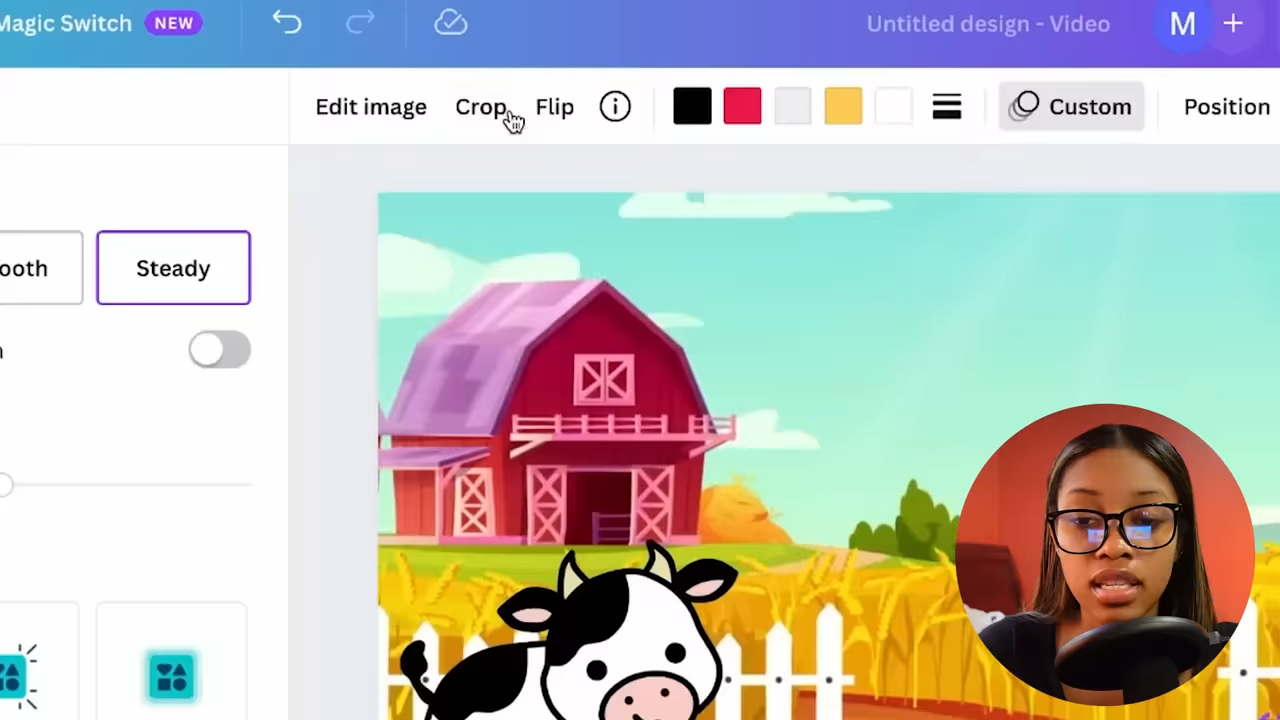 Magic Switch NEW
Untitled design - Video
M +
Edit image Crop Flip
Custom
Position
ooth
Steady
n